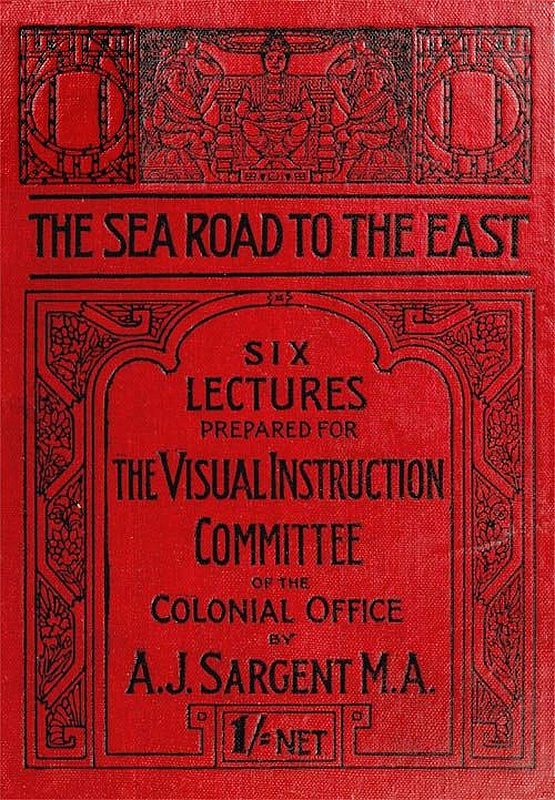 THE SEA ROAD TO THE EAST
SIX
LECTURES
PREPARED FOR
THE VISUAL INSTRUCTION
COMMITTEE
OF THE
COLONIAL OFFICE
BY
A.J. SARGENT M.A.
1/= NET